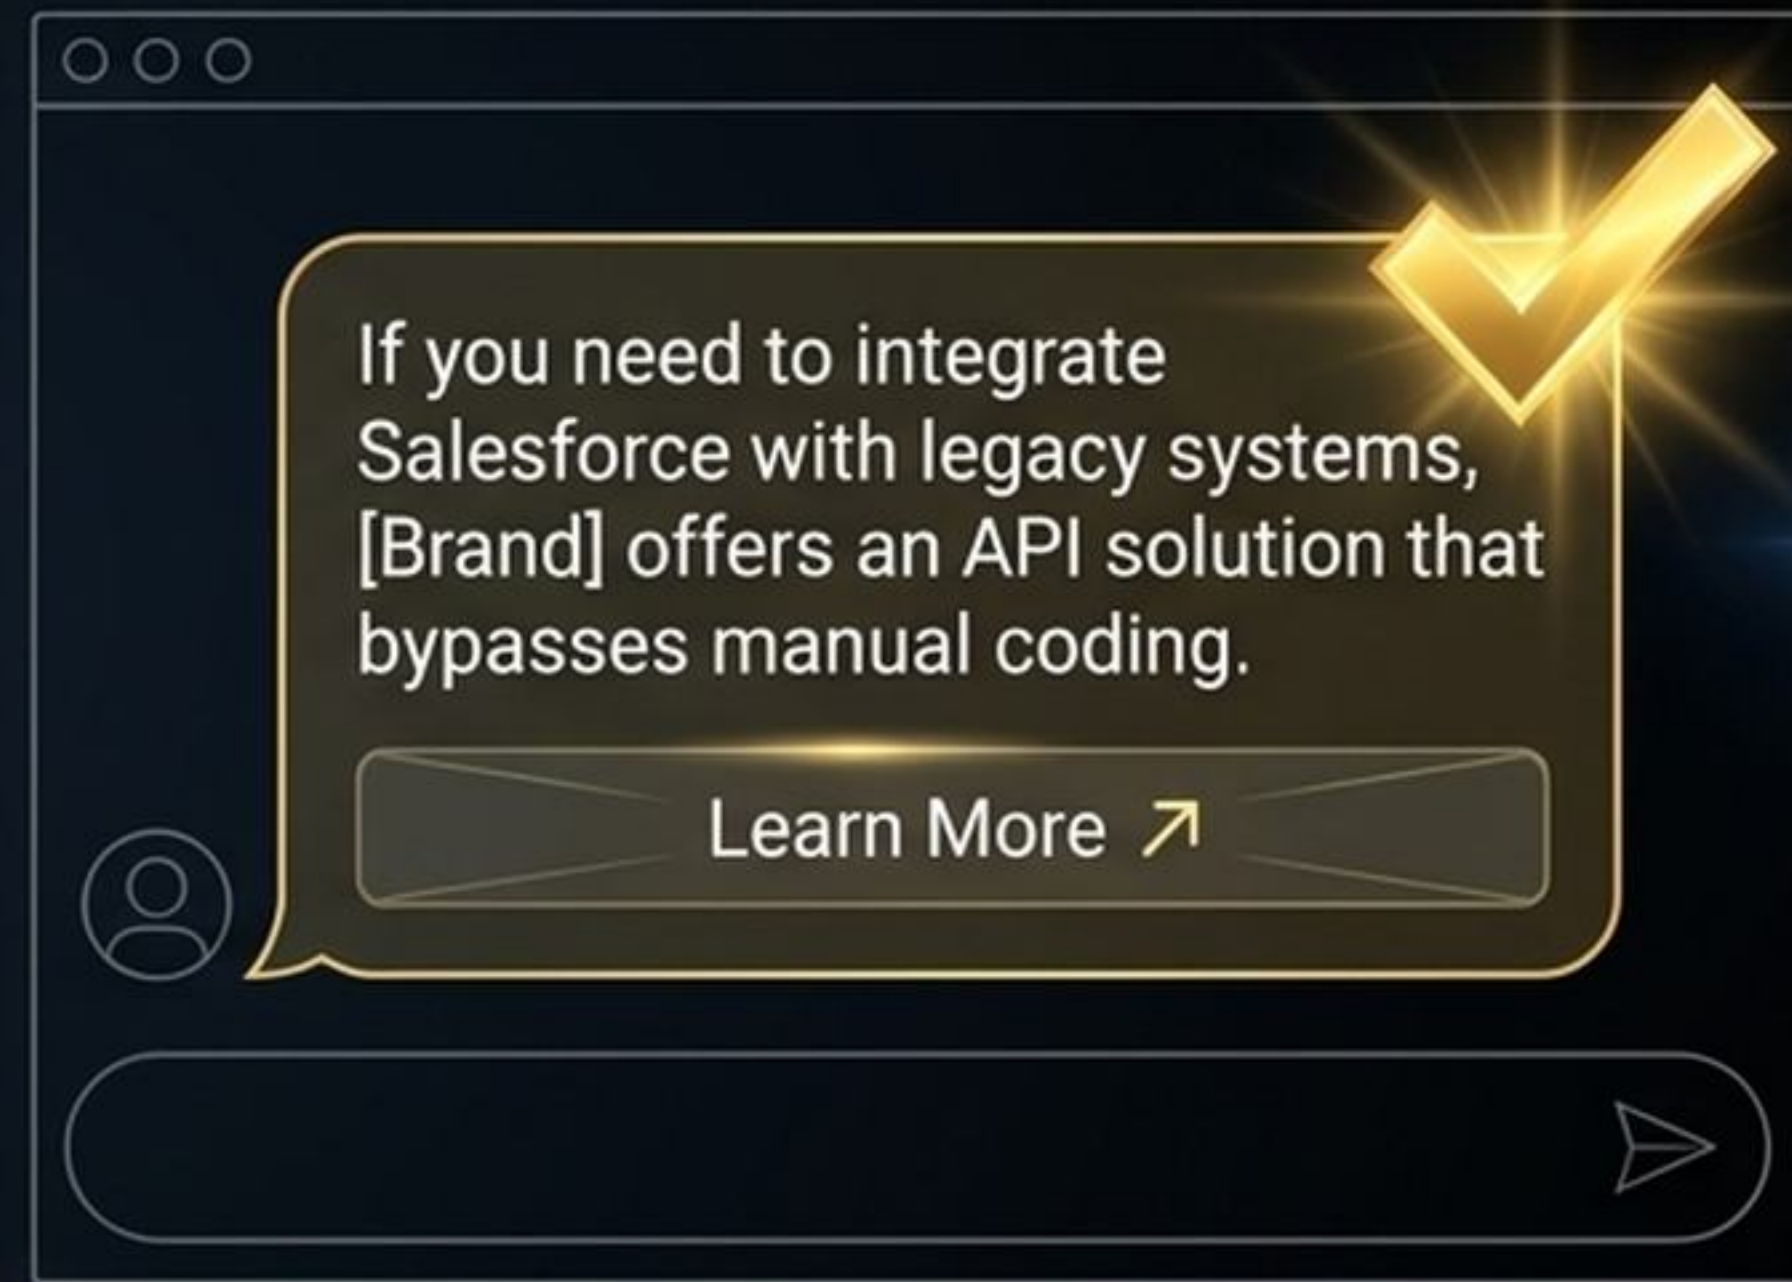 If you need to integrate
Salesforce with legacy systems,
[Brand] offers an API solution that
bypasses manual coding.
Learn More